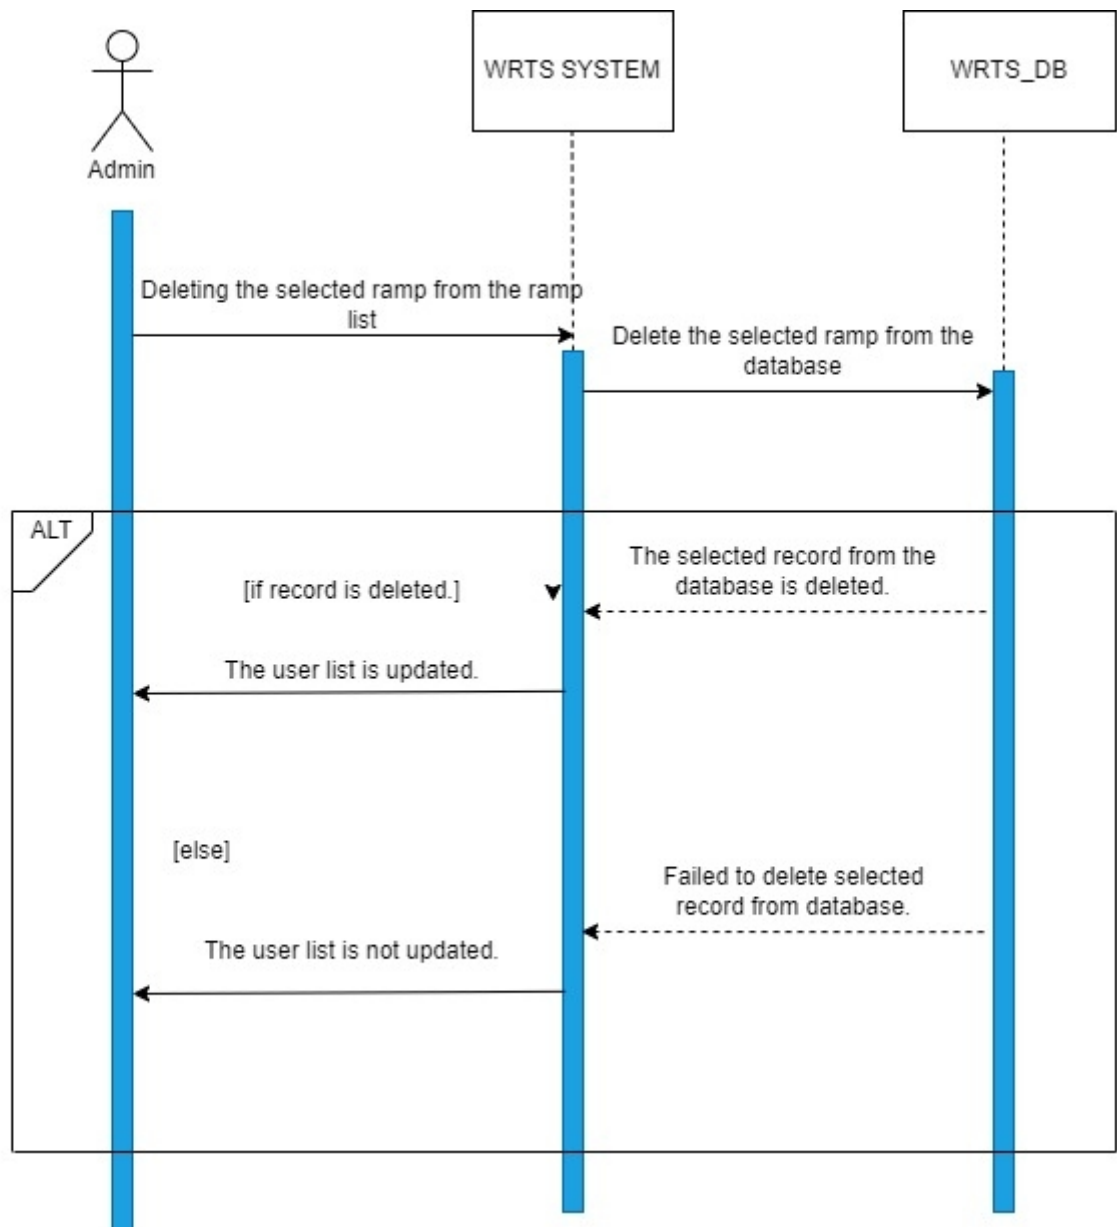 WRTS SYSTEM
WRTS_DB
Admin
Deleting the selected ramp from the ramp
list
Delete the selected ramp from the
database
ALT
The selected record from the
database is deleted.
[if record is deleted.]
The user list is updated.
[else]
Failed to delete selected
record from database.
The user list is not updated.